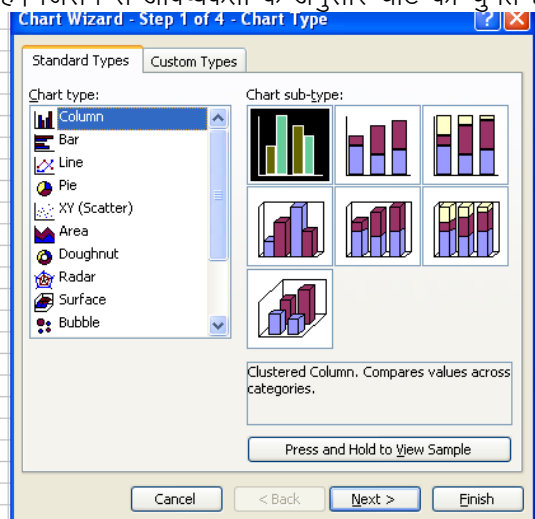 के अनुसार चार्ट को
Chart Wizard - Step 1 of 4 - Chart Type
Standard Types Custom Types
Chart type:
Column
Bar
Line
Pie
XY (Scatter)
Area
Doughnut
Radar
Surface
Bubble
Chart sub-type:
Clustered Column. Compares values across
categories.
Press and Hold to View Sample
Cancel < Back Next > Finish